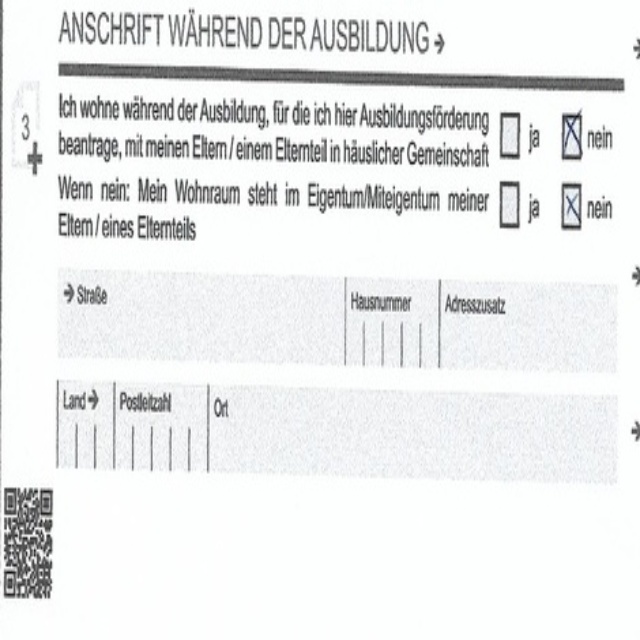 ANSCHRIFT WÄHREND DER AUSBILDUNG →
3
Ich wohne während der Ausbildung, für die ich hier Ausbildungsförderung
beantrage, mit meinen Eltern / einem Elternteil in häuslicher Gemeinschaft
ja
nein
Wenn nein: Mein Wohnraum steht im Eigentum/Miteigentum meiner
Eltern / eines Elternteils
ja
nein
→ Straße
Hausnummer
Adresszusatz
Land →
Postleitzahl
Ort